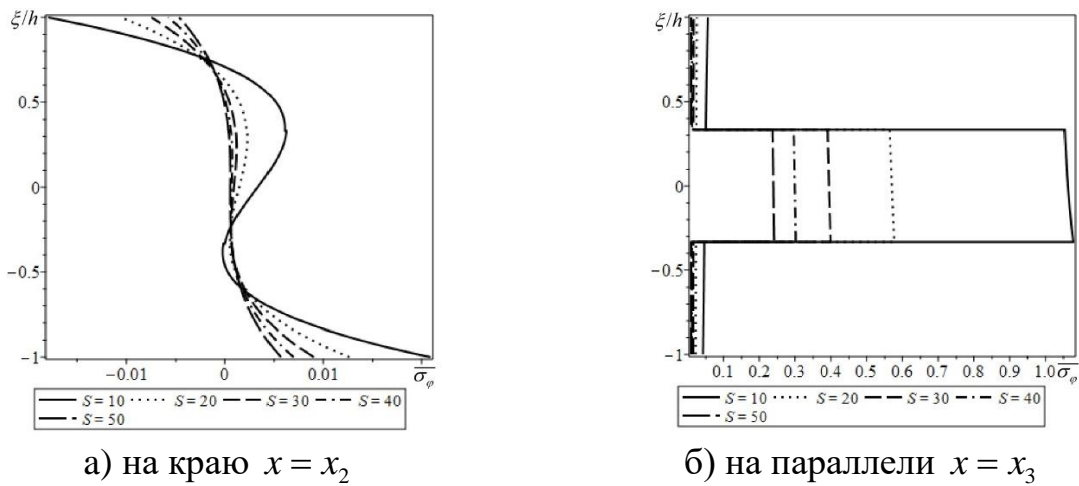 ξ/h
0.5
0
−0.5
−1
−0.01 0 0.01 σ̅_φ
S = 10 S = 20 S = 30 S = 40
S = 50
а) на краю x = x₂
ξ/h
0.5
0
−0.5
−1
0.1 0.2 0.3 0.4 0.5 0.6 0.7 0.8 0.9 1.0 σ̅_φ
S = 10 S = 20 S = 30 S = 40
S = 50
б) на параллели x = x₃